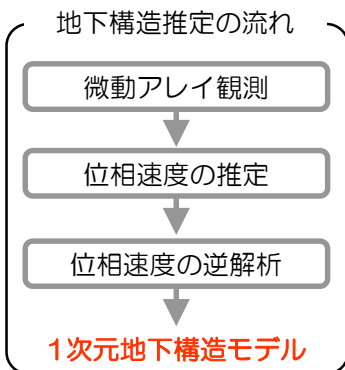 地下構造推定の流れ
微動アレイ観測
位相速度の推定
位相速度の逆解析
1次元地下構造モデル